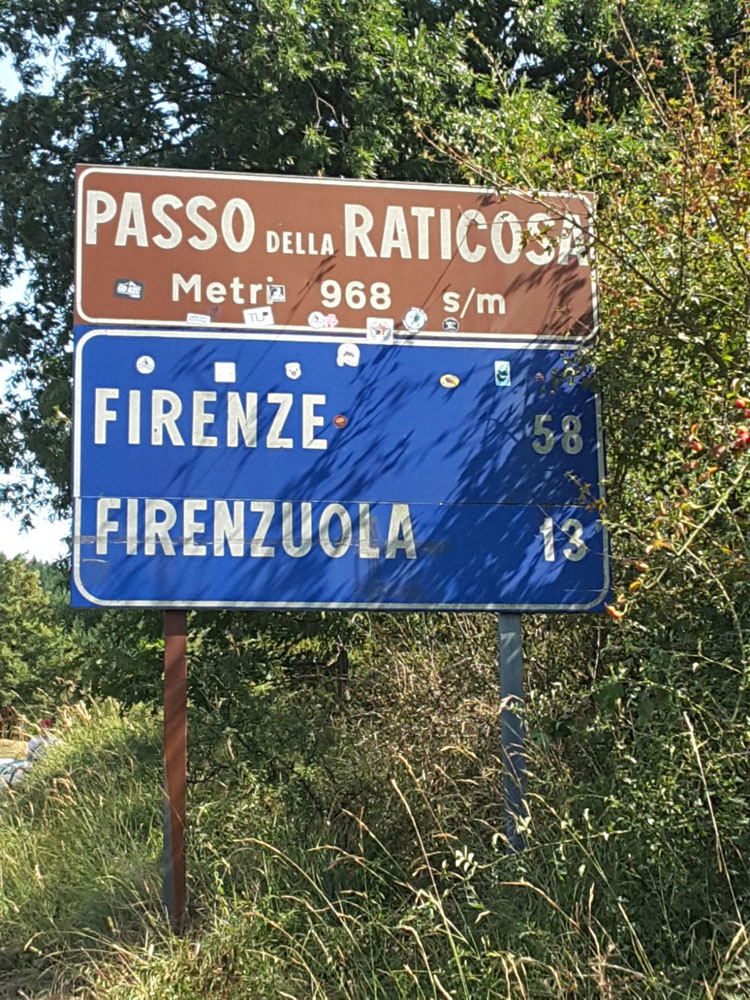 PASSO DELLA RATICOSA
Metri 968 s/m
FIRENZE 58
FIRENZUOLA 13